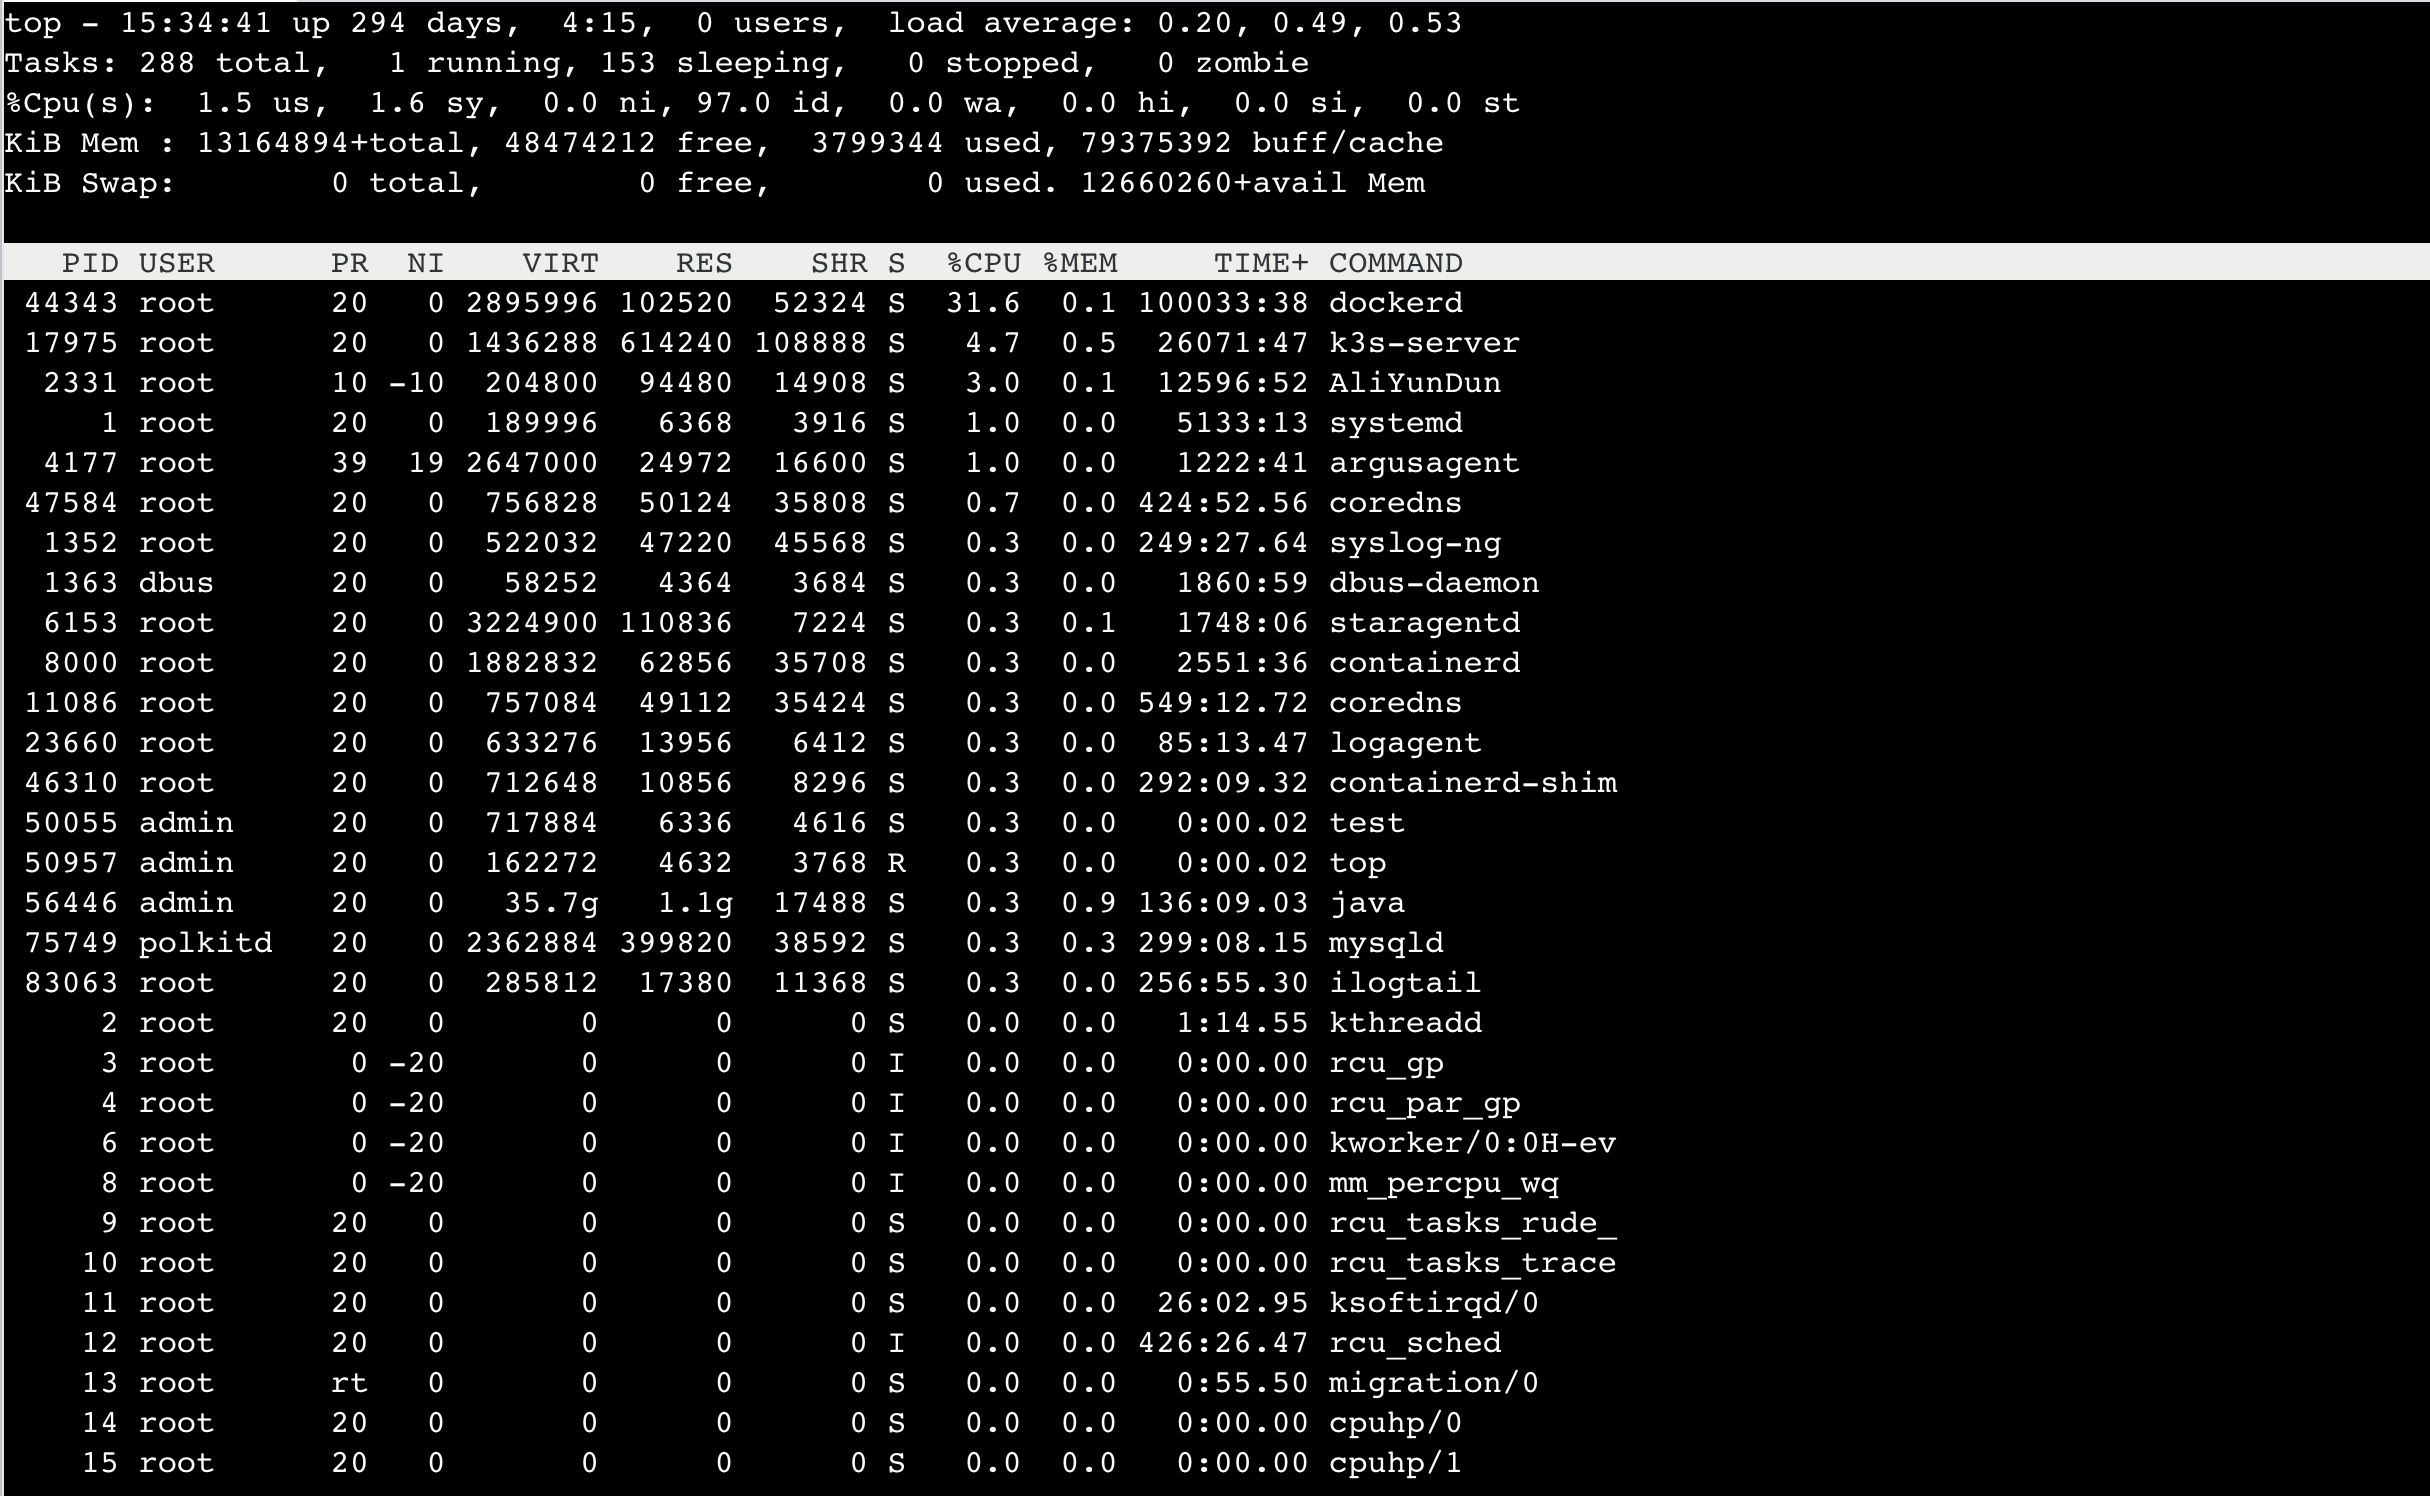 top - 15:34:41 up 294 days,  4:15,  0 users,  load average: 0.20, 0.49, 0.53
Tasks: 288 total,   1 running, 153 sleeping,   0 stopped,   0 zombie
%Cpu(s):  1.5 us,  1.6 sy,  0.0 ni, 97.0 id,  0.0 wa,  0.0 hi,  0.0 si,  0.0 st
KiB Mem : 13164894+total, 48474212 free,  3799344 used, 79375392 buff/cache
KiB Swap:        0 total,        0 free,        0 used. 12660260+avail Mem
   PID USER      PR  NI    VIRT    RES    SHR S  %CPU %MEM     TIME+ COMMAND
 44343 root      20   0 2895996 102520  52324 S  31.6  0.1 100033:38 dockerd
 17975 root      20   0 1436288 614240 108888 S   4.7  0.5  26071:47 k3s-server
  2331 root      10 -10  204800  94480  14908 S   3.0  0.1  12596:52 AliYunDun
     1 root      20   0  189996   6368   3916 S   1.0  0.0   5133:13 systemd
  4177 root      39  19 2647000  24972  16600 S   1.0  0.0   1222:41 argusagent
 47584 root      20   0  756828  50124  35808 S   0.7  0.0 424:52.56 coredns
  1352 root      20   0  522032  47220  45568 S   0.3  0.0 249:27.64 syslog-ng
  1363 dbus      20   0   58252   4364   3684 S   0.3  0.0   1860:59 dbus-daemon
  6153 root      20   0 3224900 110836   7224 S   0.3  0.1   1748:06 staragentd
  8000 root      20   0 1882832  62856  35708 S   0.3  0.0   2551:36 containerd
 11086 root      20   0  757084  49112  35424 S   0.3  0.0 549:12.72 coredns
 23660 root      20   0  633276  13956   6412 S   0.3  0.0  85:13.47 logagent
 46310 root      20   0  712648  10856   8296 S   0.3  0.0 292:09.32 containerd-shim
 50055 admin     20   0  717884   6336   4616 S   0.3  0.0   0:00.02 test
 50957 admin     20   0  162272   4632   3768 R   0.3  0.0   0:00.02 top
 56446 admin     20   0   35.7g   1.1g  17488 S   0.3  0.9 136:09.03 java
 75749 polkitd   20   0 2362884 399820  38592 S   0.3  0.3 299:08.15 mysqld
 83063 root      20   0  285812  17380  11368 S   0.3  0.0 256:55.30 ilogtail
     2 root      20   0       0      0      0 S   0.0  0.0   1:14.55 kthreadd
     3 root       0 -20       0      0      0 I   0.0  0.0   0:00.00 rcu_gp
     4 root       0 -20       0      0      0 I   0.0  0.0   0:00.00 rcu_par_gp
     6 root       0 -20       0      0      0 I   0.0  0.0   0:00.00 kworker/0:0H-ev
     8 root       0 -20       0      0      0 I   0.0  0.0   0:00.00 mm_percpu_wq
     9 root      20   0       0      0      0 S   0.0  0.0   0:00.00 rcu_tasks_rude_
    10 root      20   0       0      0      0 S   0.0  0.0   0:00.00 rcu_tasks_trace
    11 root      20   0       0      0      0 S   0.0  0.0  26:02.95 ksoftirqd/0
    12 root      20   0       0      0      0 I   0.0  0.0 426:26.47 rcu_sched
    13 root      rt   0       0      0      0 S   0.0  0.0   0:55.50 migration/0
    14 root      20   0       0      0      0 S   0.0  0.0   0:00.00 cpuhp/0
    15 root      20   0       0      0      0 S   0.0  0.0   0:00.00 cpuhp/1